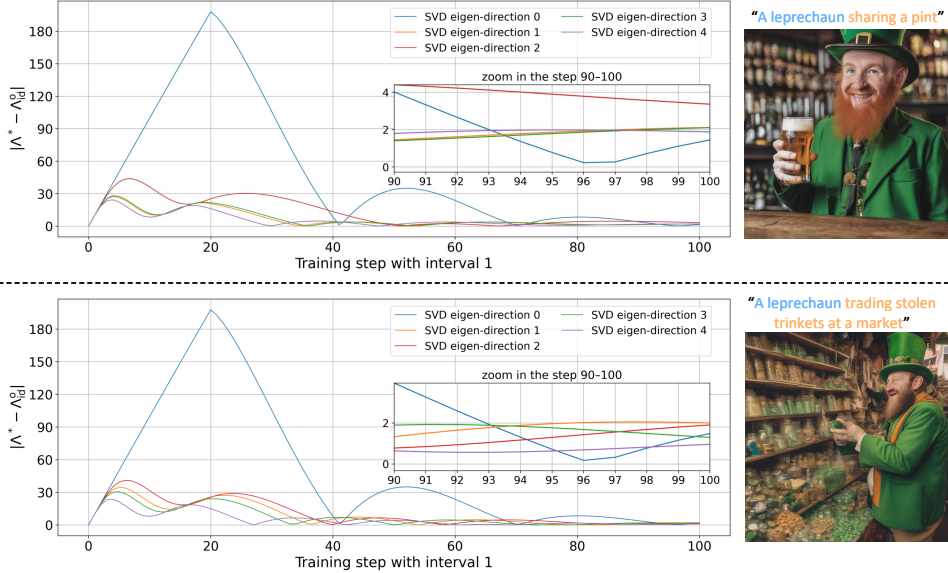 SVD eigen-direction 0
SVD eigen-direction 1
SVD eigen-direction 2
SVD eigen-direction 3
SVD eigen-direction 4
zoom in the step 90–100
4
2
0
90 91 92 93 94 95 96 97 98 99 100
|Λ* − Λ°id|
180
150
120
90
60
30
0
0 20 40 60 80 100
Training step with interval 1
“A leprechaun sharing a pint”
SVD eigen-direction 0
SVD eigen-direction 1
SVD eigen-direction 2
SVD eigen-direction 3
SVD eigen-direction 4
zoom in the step 90–100
2
0
90 91 92 93 94 95 96 97 98 99 100
|Λ* − Λ°id|
180
150
120
90
60
30
0
0 20 40 60 80 100
Training step with interval 1
“A leprechaun trading stolen
trinkets at a market”